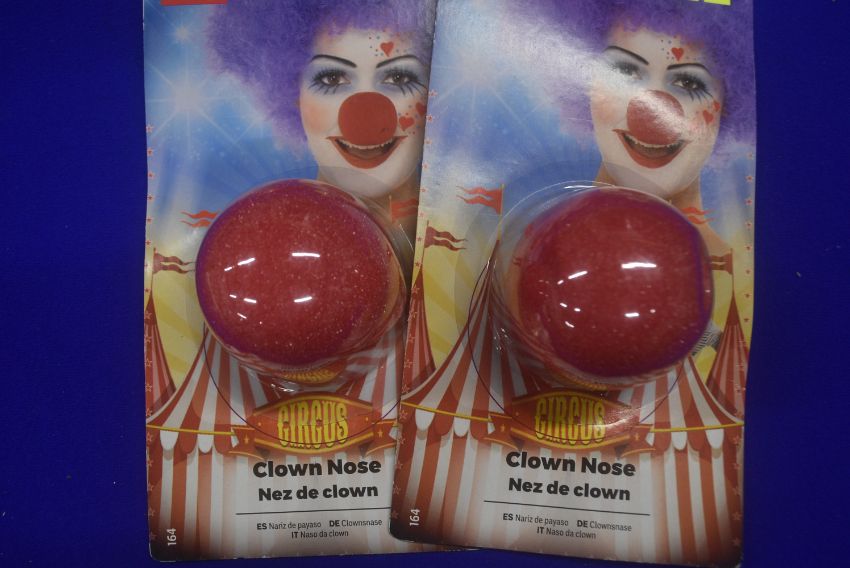 CIRCUS
Clown Nose
Nez de clown
ES Nariz de payaso DE Clownsnase
IT Naso da clown
164
CIRCUS
Clown Nose
Nez de clown
ES Nariz de payaso DE Clownsnase
IT Naso da clown
164